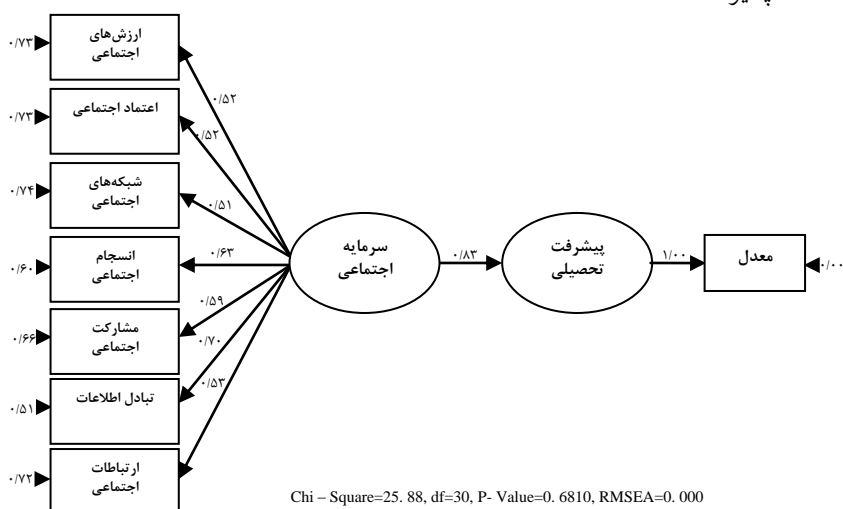 ۰/۷۳
ارزش‌های
اجتماعی
۰/۵۲
۰/۷۳
اعتماد اجتماعی
۰/۵۲
۰/۷۴
شبکه‌های
اجتماعی
۰/۵۱
۰/۶۰
انسجام
اجتماعی
۰/۶۳
۰/۶۶
مشارکت
اجتماعی
۰/۵۹
۰/۵۱
تبادل اطلاعات
۰/۷۰
۰/۷۲
ارتباطات
اجتماعی
۰/۵۳
سرمایه
اجتماعی
۰/۸۳
پیشرفت
تحصیلی
۱/۰۰
معدل
۰/۰۰
Chi – Square=25. 88, df=30, P- Value=0. 6810, RMSEA=0. 000